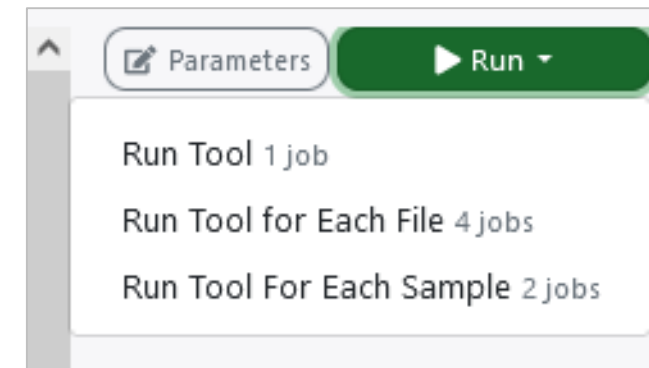 Parameters Run
Run Tool 1 job
Run Tool for Each File 4 jobs
Run Tool For Each Sample 2 jobs